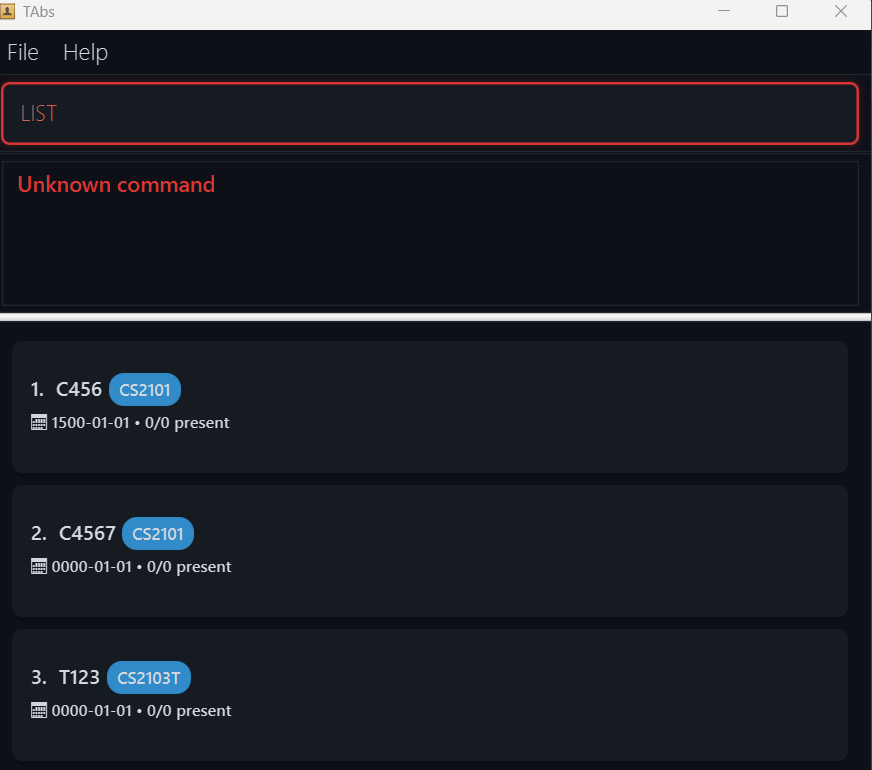 TAbs
File Help
LIST
Unknown command
1. C456 CS2101
1500-01-01 • 0/0 present
2. C4567 CS2101
0000-01-01 • 0/0 present
3. T123 CS2103T
0000-01-01 • 0/0 present